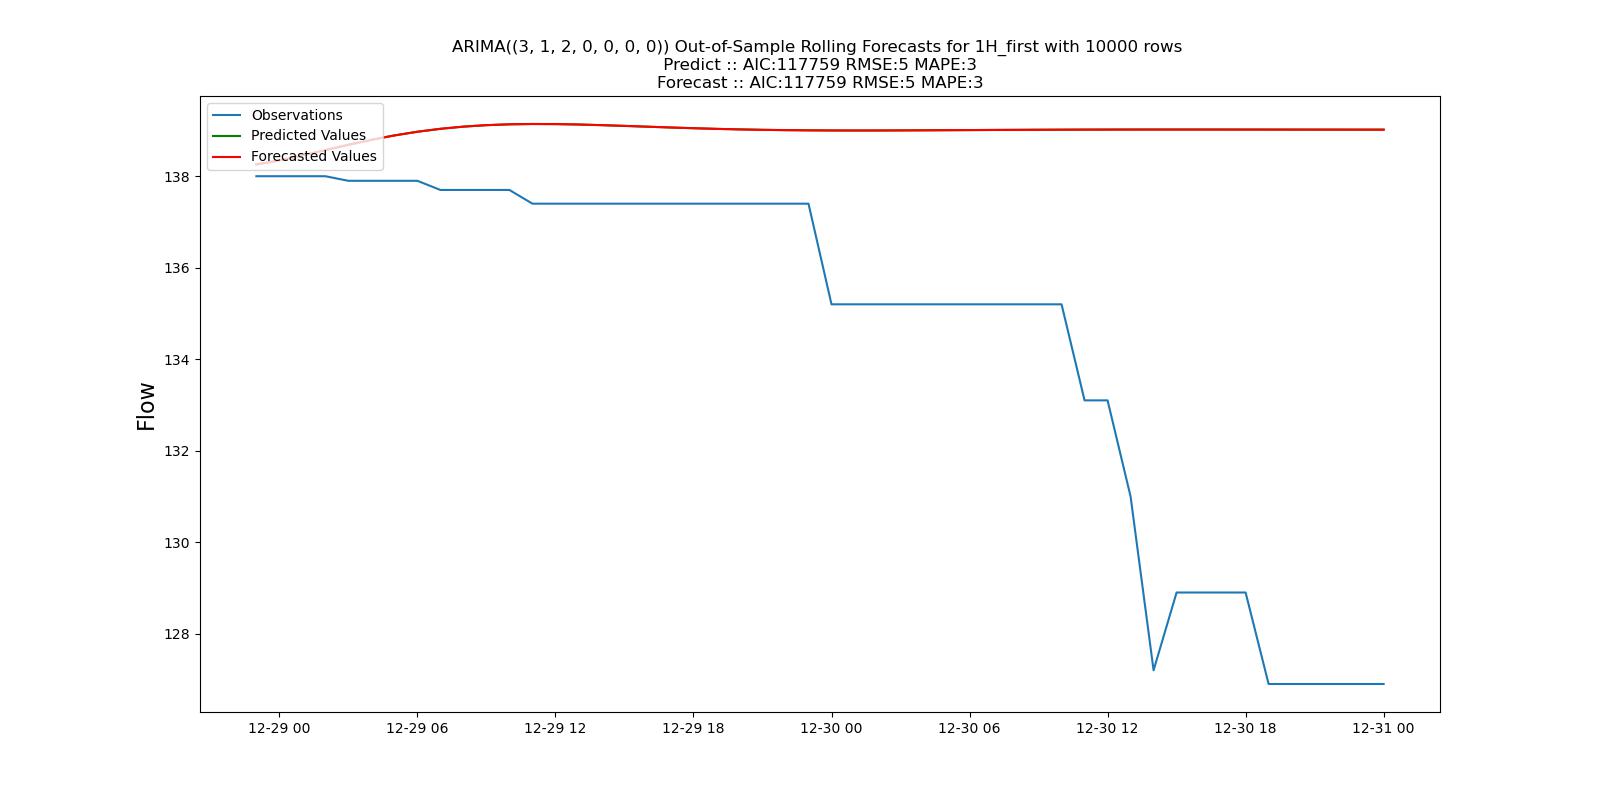 ARIMA((3, 1, 2, 0, 0, 0, 0)) Out-of-Sample Rolling Forecasts for 1H_first with 10000 rows
Predict :: AIC:117759 RMSE:5 MAPE:3
Forecast :: AIC:117759 RMSE:5 MAPE:3
Observations
Predicted Values
Forecasted Values
138
136
134
132
130
128
Flow
12-29 00 12-29 06 12-29 12 12-29 18 12-30 00 12-30 06 12-30 12 12-30 18 12-31 00